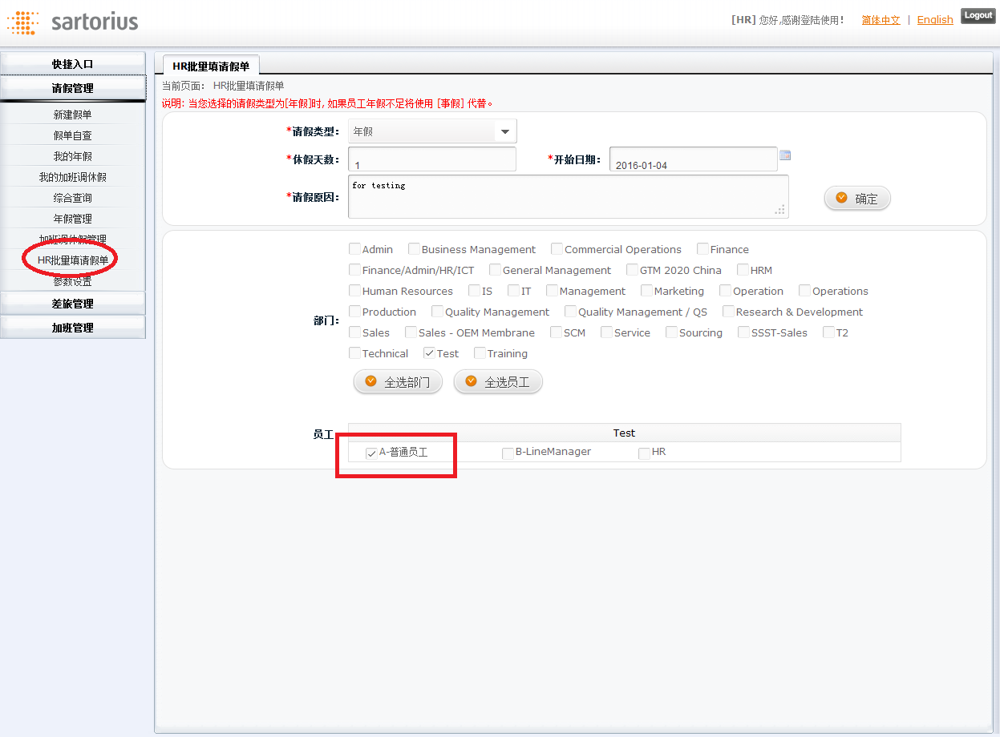 sartorius
[HR] 您好,感谢登陆使用! 简体中文 | English Logout
快捷入口
请假管理
新建假单
假单自查
我的年假
我的加班调休假
综合查询
年假管理
加班调休假管理
HR批量填请假单
参数设置
差旅管理
加班管理
HR批量填请假单
当前页面: HR批量填请假单
说明: 当您选择的请假类型为[年假]时, 如果员工年假不足将使用 [事假] 代替。
*请假类型: 年假
*休假天数: 1 *开始日期: 2016-01-04
*请假原因: for testing
确定
部门:
Admin Business Management Commercial Operations Finance
Finance/Admin/HR/ICT General Management GTM 2020 China HRM
Human Resources IS IT Management Marketing Operation Operations
Production Quality Management Quality Management / QS Research & Development
Sales Sales - OEM Membrane SCM Service Sourcing SSST-Sales T2
Technical Test Training
全选部门 全选员工
员工
Test
A-普通员工 B-LineManager HR